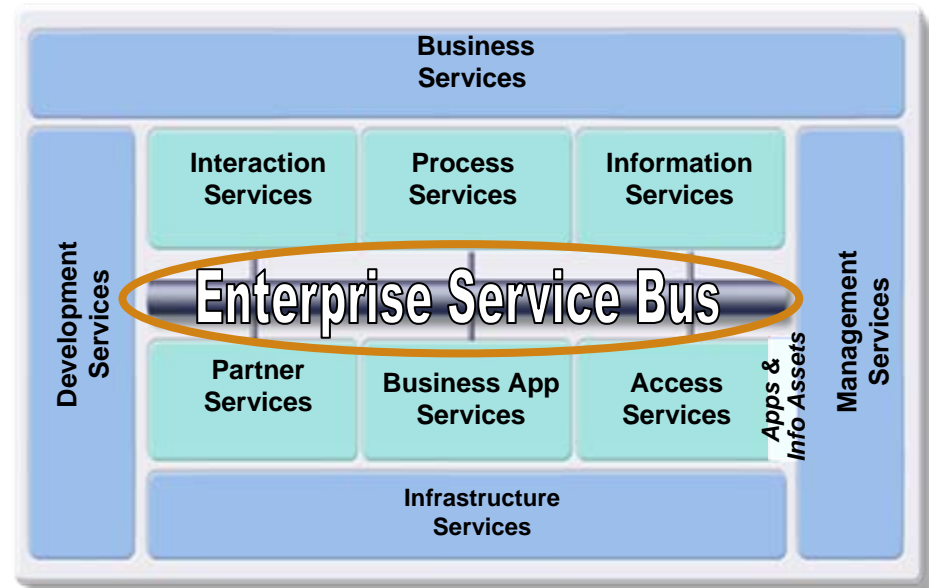 Business
Services
Development
Services
Interaction
Services
Process
Services
Information
Services
Management
Services
Enterprise Service Bus
Partner
Services
Business App
Services
Access
Services
Apps &
Info Assets
Infrastructure
Services